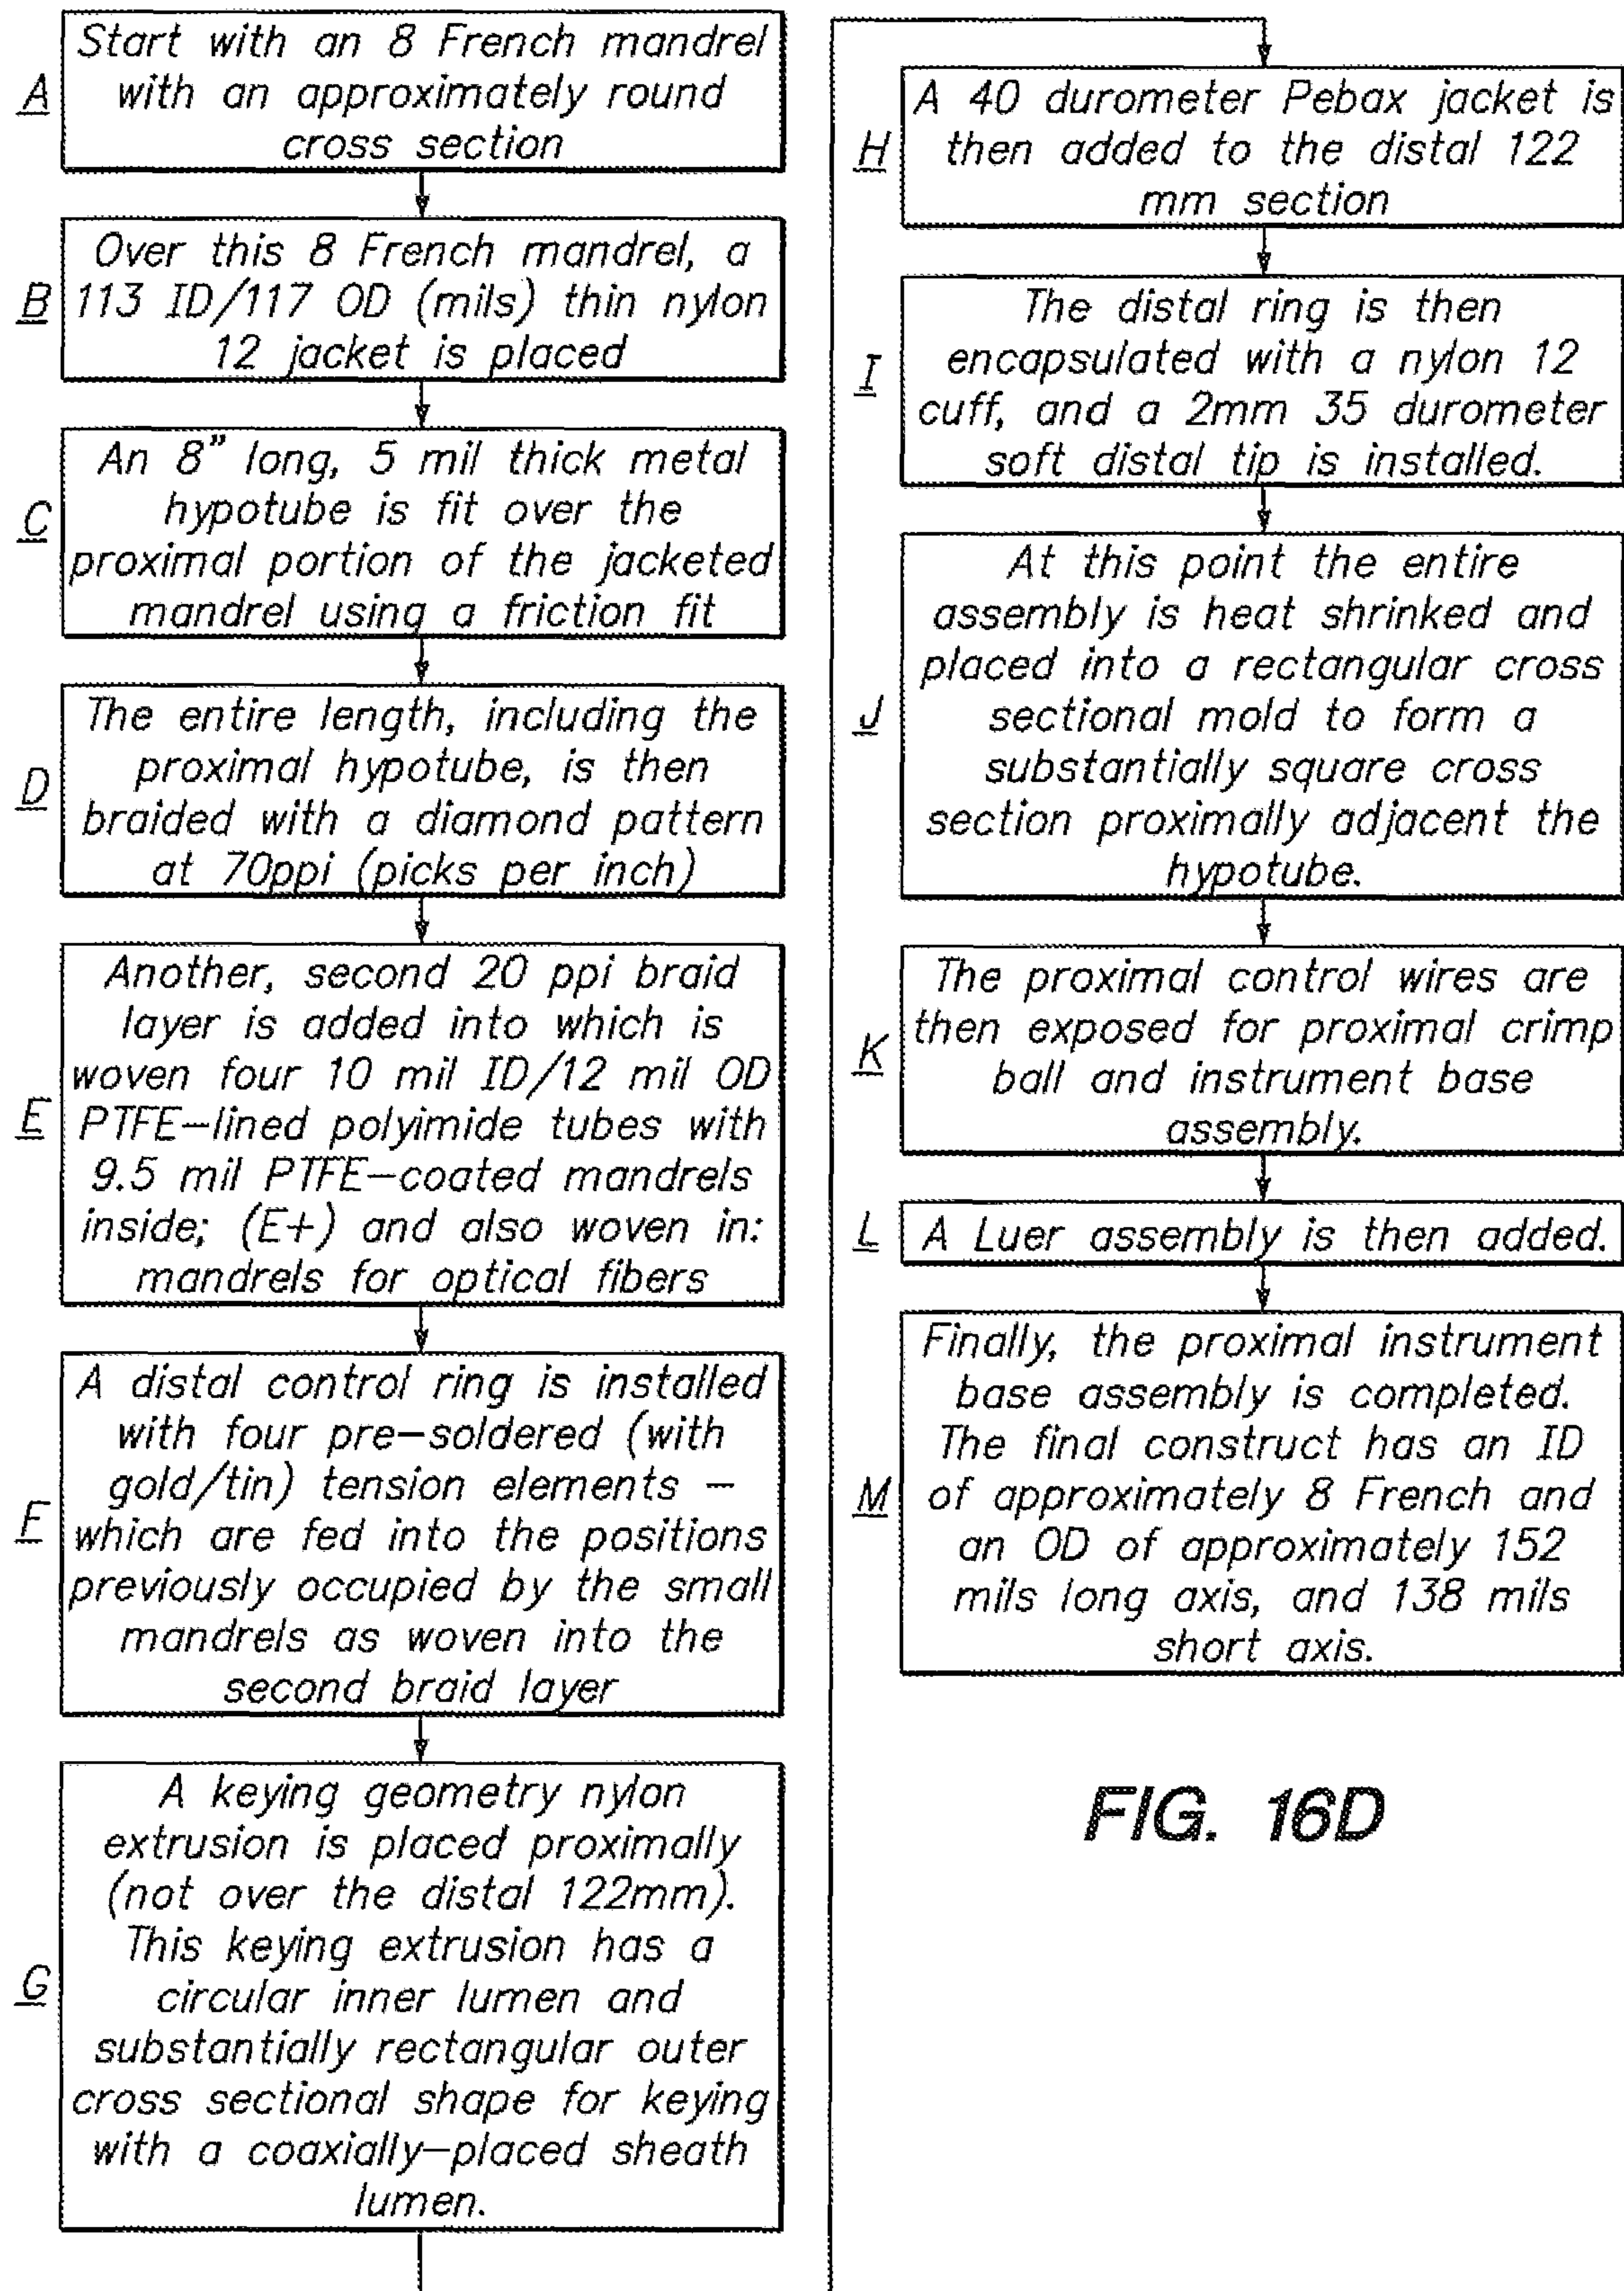 A
Start with an 8 French mandrel
with an approximately round
cross section
B
Over this 8 French mandrel, a
113 ID/117 OD (mils) thin nylon
12 jacket is placed
C
An 8” long, 5 mil thick metal
hypotube is fit over the
proximal portion of the jacketed
mandrel using a friction fit
D
The entire length, including the
proximal hypotube, is then
braided with a diamond pattern
at 70ppi (picks per inch)
E
Another, second 20 ppi braid
layer is added into which is
woven four 10 mil ID/12 mil OD
PTFE-lined polyimide tubes with
9.5 mil PTFE-coated mandrels
inside; (E+) and also woven in:
mandrels for optical fibers
F
A distal control ring is installed
with four pre-soldered (with
gold/tin) tension elements -
which are fed into the positions
previously occupied by the small
mandrels as woven into the
second braid layer
G
A keying geometry nylon
extrusion is placed proximally
(not over the distal 122mm).
This keying extrusion has a
circular inner lumen and
substantially rectangular outer
cross sectional shape for keying
with a coaxially-placed sheath
lumen.
H
A 40 durometer Pebax jacket is
then added to the distal 122
mm section
I
The distal ring is then
encapsulated with a nylon 12
cuff, and a 2mm 35 durometer
soft distal tip is installed.
J
At this point the entire
assembly is heat shrinked and
placed into a rectangular cross
sectional mold to form a
substantially square cross
section proximally adjacent the
hypotube.
K
The proximal control wires are
then exposed for proximal crimp
ball and instrument base
assembly.
L
A Luer assembly is then added.
M
Finally, the proximal instrument
base assembly is completed.
The final construct has an ID
of approximately 8 French and
an OD of approximately 152
mils long axis, and 138 mils
short axis.
FIG. 16D